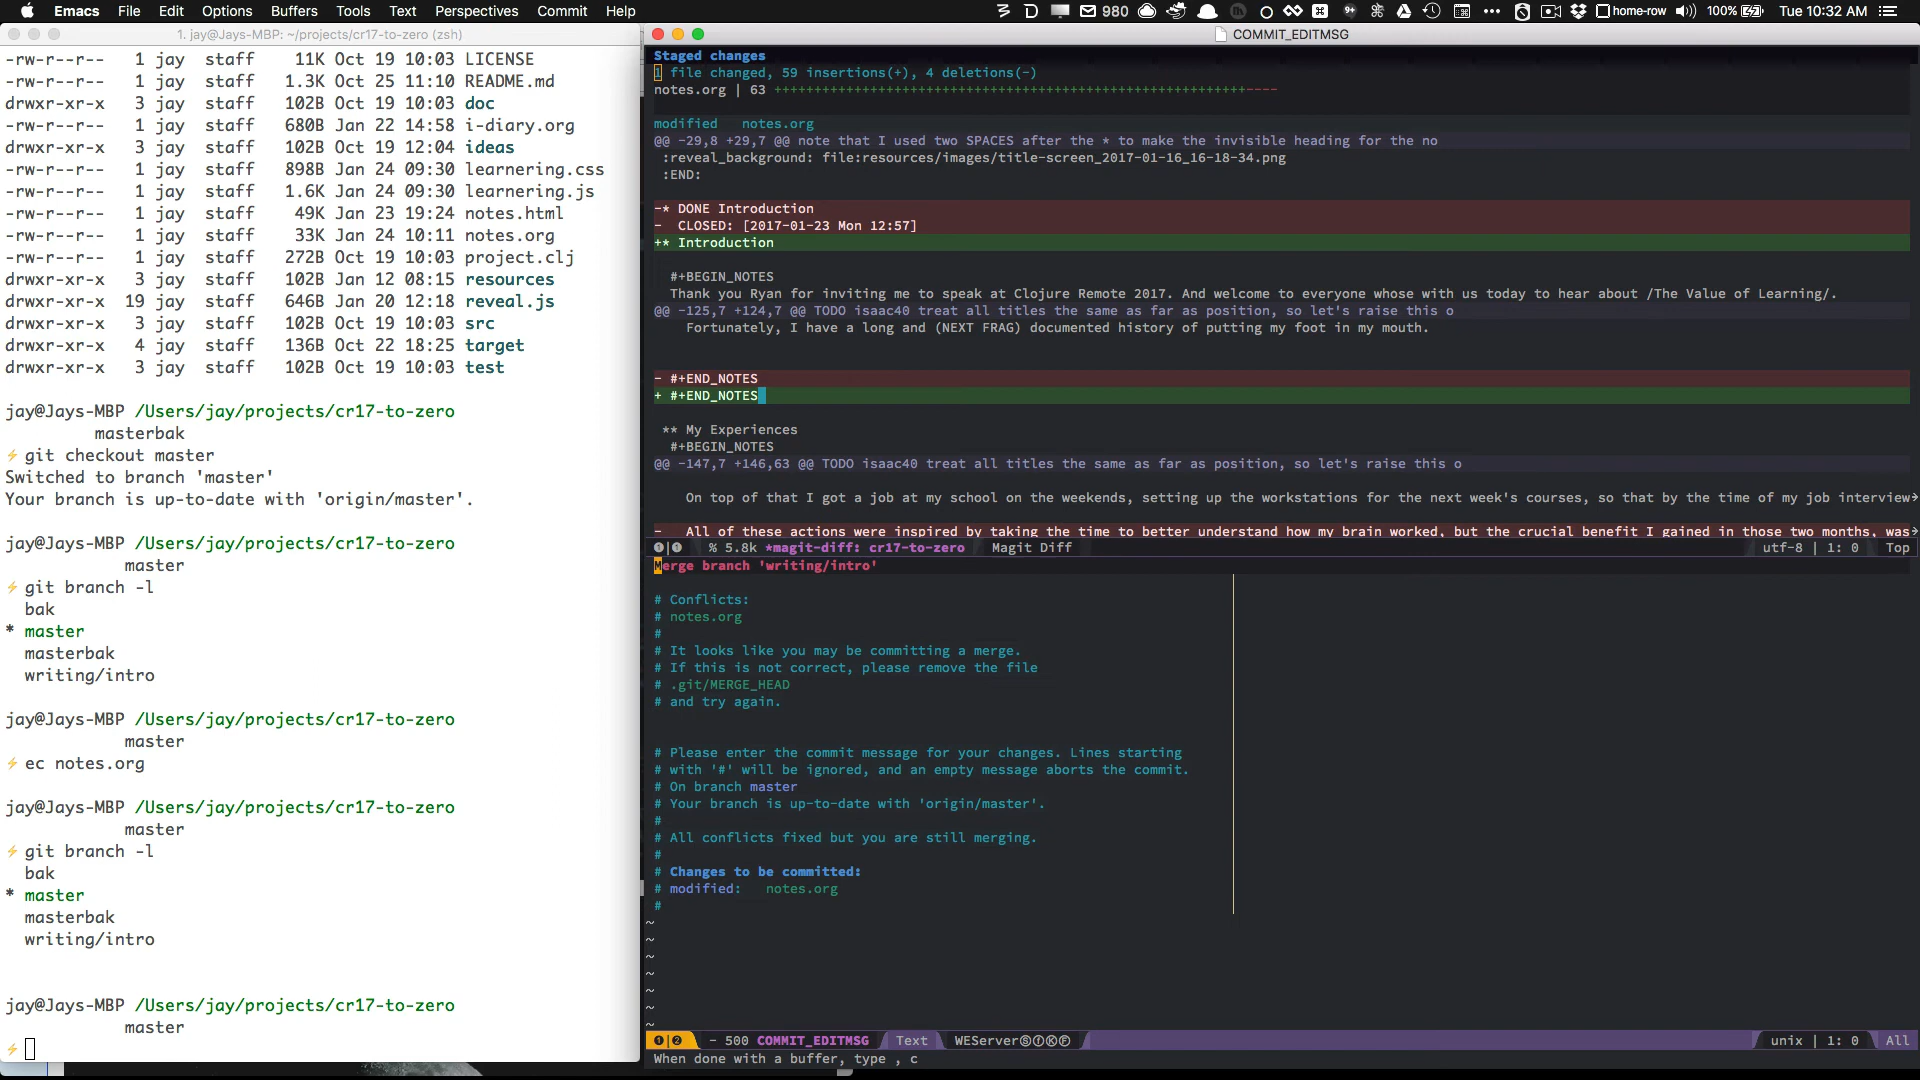 Emacs File Edit Options Buffers Tools Text Perspectives Commit Help 980 home-row 100% Tue 10:32 AM
1. jay@Jays-MBP: ~/projects/cr17-to-zero (zsh)
-rw-r--r-- 1 jay staff 11K Oct 19 10:03 LICENSE
-rw-r--r-- 1 jay staff 1.3K Oct 25 11:10 README.md
drwxr-xr-x 3 jay staff 102B Oct 19 10:03 doc
-rw-r--r-- 1 jay staff 680B Jan 22 14:58 i-diary.org
drwxr-xr-x 3 jay staff 102B Oct 19 12:04 ideas
-rw-r--r-- 1 jay staff 898B Jan 24 09:30 learnering.css
-rw-r--r-- 1 jay staff 1.6K Jan 24 09:30 learnering.js
-rw-r--r-- 1 jay staff 49K Jan 23 19:24 notes.html
-rw-r--r-- 1 jay staff 33K Jan 24 10:11 notes.org
-rw-r--r-- 1 jay staff 272B Oct 19 10:03 project.clj
drwxr-xr-x 3 jay staff 102B Jan 12 08:15 resources
drwxr-xr-x 19 jay staff 646B Jan 20 12:18 reveal.js
drwxr-xr-x 3 jay staff 102B Oct 19 10:03 src
drwxr-xr-x 4 jay staff 136B Oct 22 18:25 target
drwxr-xr-x 3 jay staff 102B Oct 19 10:03 test
jay@Jays-MBP /Users/jay/projects/cr17-to-zero
masterbak
⚡ git checkout master
Switched to branch 'master'
Your branch is up-to-date with 'origin/master'.
jay@Jays-MBP /Users/jay/projects/cr17-to-zero
master
⚡ git branch -l
bak
* master
masterbak
writing/intro
jay@Jays-MBP /Users/jay/projects/cr17-to-zero
master
⚡ ec notes.org
jay@Jays-MBP /Users/jay/projects/cr17-to-zero
master
⚡ git branch -l
bak
* master
masterbak
writing/intro
jay@Jays-MBP /Users/jay/projects/cr17-to-zero
master
⚡
COMMIT_EDITMSG
Staged changes
1 file changed, 59 insertions(+), 4 deletions(-)
notes.org | 63 +++++++++++++++++++++++++++++++++++++++++++++++++++++++++++----
modified notes.org
@@ -29,8 +29,7 @@ note that I used two SPACES after the * to make the invisible heading for the no
:reveal_background: file:resources/images/title-screen_2017-01-16_16-18-34.png
:END:
-* DONE Introduction
- CLOSED: [2017-01-23 Mon 12:57]
+* Introduction
#+BEGIN_NOTES
Thank you Ryan for inviting me to speak at Clojure Remote 2017. And welcome to everyone whose with us today to hear about /The Value of Learning/.
@@ -125,7 +124,7 @@ TODO isaac40 treat all titles the same as far as position, so let's raise this o
Fortunately, I have a long and (NEXT FRAG) documented history of putting my foot in my mouth.
- #+END_NOTES
+ #+END_NOTES
** My Experiences
#+BEGIN_NOTES
@@ -147,7 +146,63 @@ TODO isaac40 treat all titles the same as far as position, so let's raise this o
On top of that I got a job at my school on the weekends, setting up the workstations for the next week's courses, so that by the time of my job interview
- All of these actions were inspired by taking the time to better understand how my brain worked, but the crucial benefit I gained in those two months, was
❶|❶ % 5.8k *magit-diff: cr17-to-zero Magit Diff utf-8 | 1: 0 Top
Merge branch 'writing/intro'
# Conflicts:
# notes.org
#
# It looks like you may be committing a merge.
# If this is not correct, please remove the file
# .git/MERGE_HEAD
# and try again.
# Please enter the commit message for your changes. Lines starting
# with '#' will be ignored, and an empty message aborts the commit.
# On branch master
# Your branch is up-to-date with 'origin/master'.
#
# All conflicts fixed but you are still merging.
#
# Changes to be committed:
# modified: notes.org
#
~
~
~
~
~
~
~
❶|❷ - 500 COMMIT_EDITMSG Text WEServerⓈⓨⓀⓅ unix | 1: 0 All
When done with a buffer, type , c